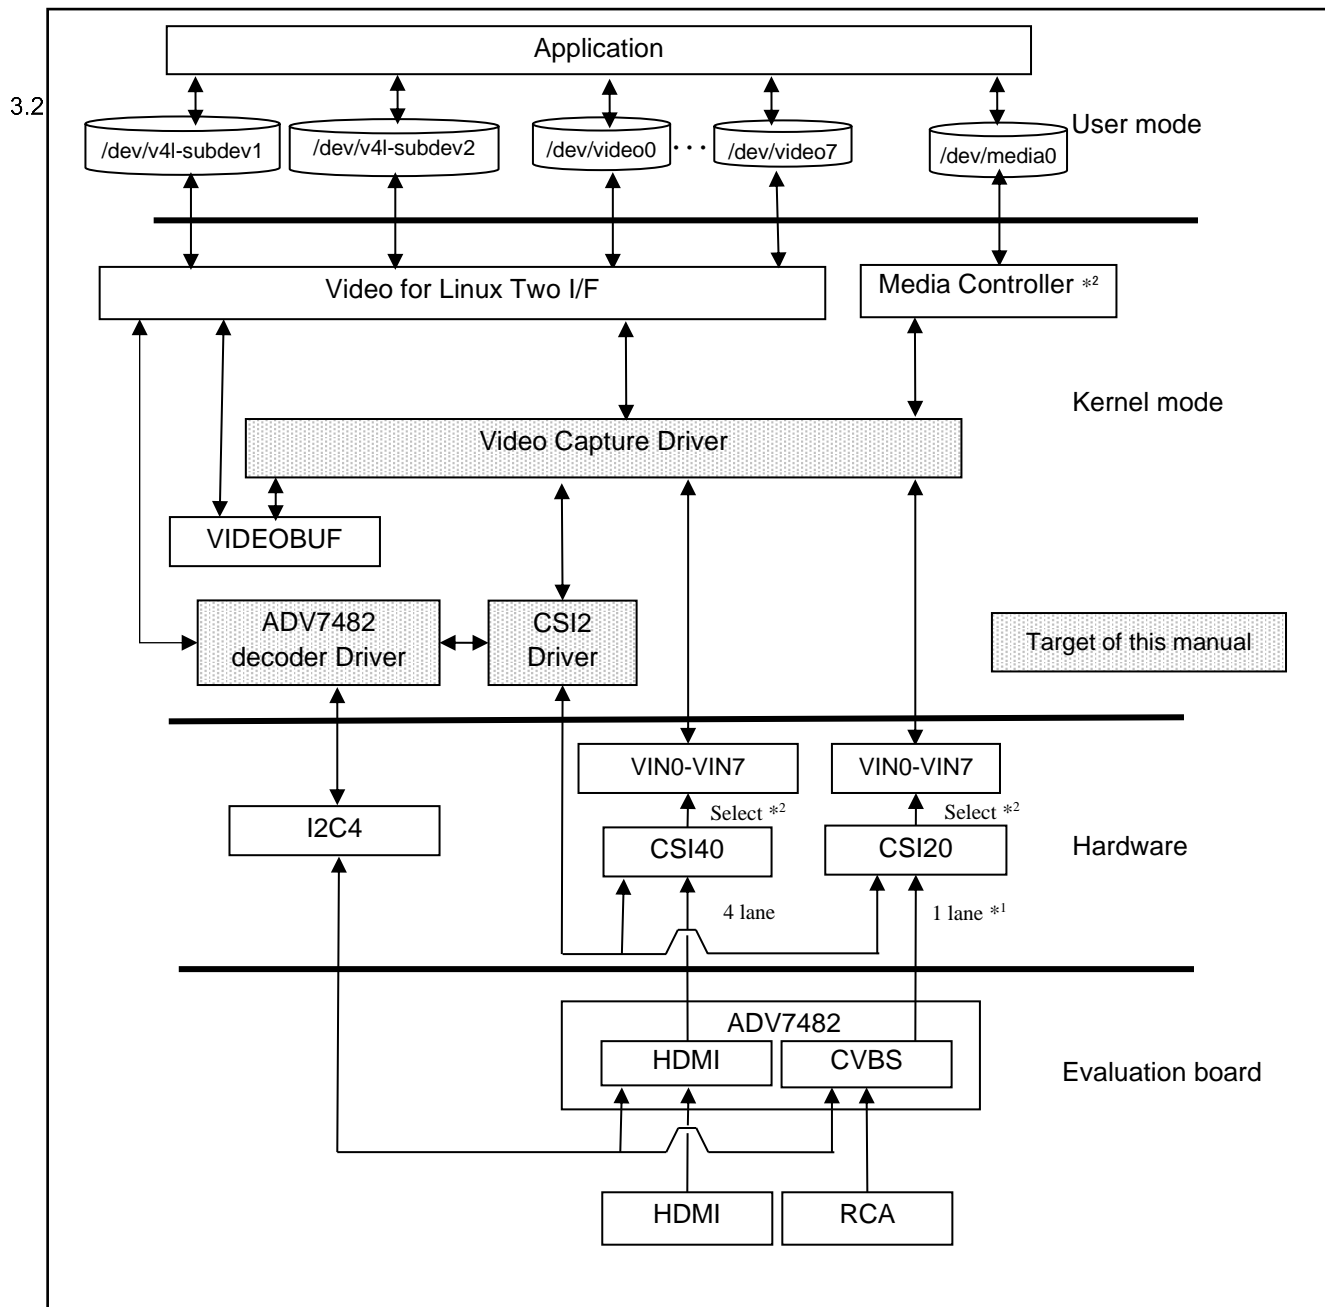 Application
3.2
User mode
/dev/v4l-subdev1
/dev/v4l-subdev2
/dev/video0
...
/dev/video7
/dev/media0
Video for Linux Two I/F
Media Controller *2
Kernel mode
Video Capture Driver
VIDEOBUF
ADV7482
decoder Driver
CSI2
Driver
Target of this manual
VIN0-VIN7
VIN0-VIN7
Select *2
Select *2
I2C4
CSI40
CSI20
Hardware
4 lane
1 lane *1
ADV7482
HDMI
CVBS
Evaluation board
HDMI
RCA